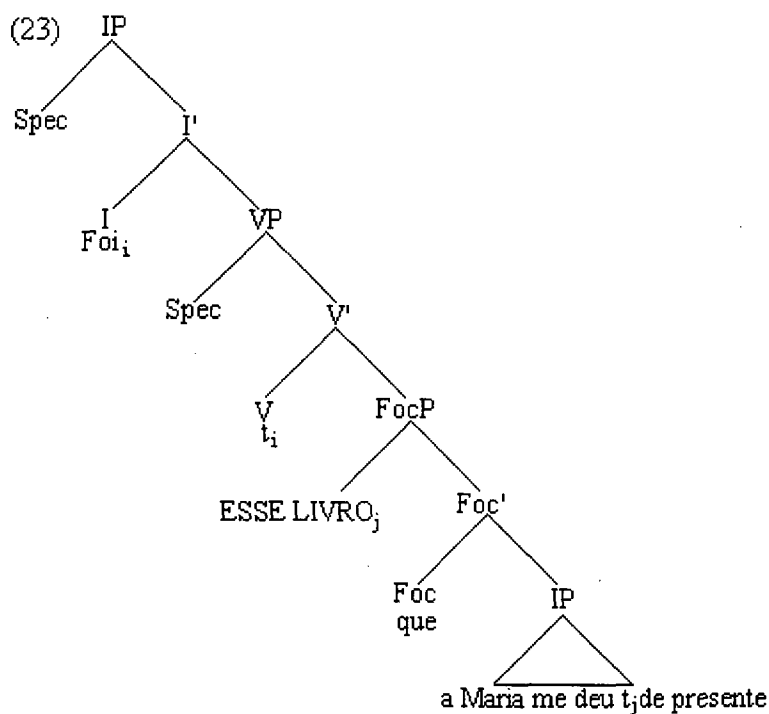 (23) IP
Spec I'
I VP
Foi_i
Spec V'
V FocP
t_i
ESSE LIVRO_j Foc'
Foc IP
que
a Maria me deu t_j de presente